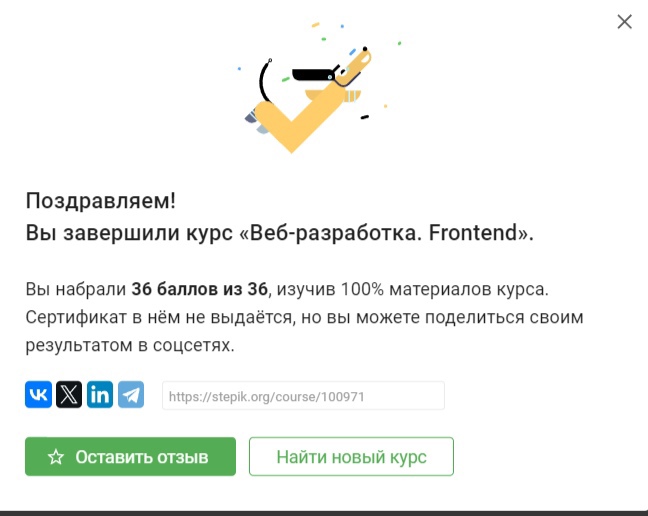 Поздравляем!
Вы завершили курс «Веб-разработка. Frontend».
Вы набрали 36 баллов из 36, изучив 100% материалов курса.
Сертификат в нём не выдаётся, но вы можете поделиться своим
результатом в соцсетях.
https://stepik.org/course/100971
Оставить отзыв
Найти новый курс